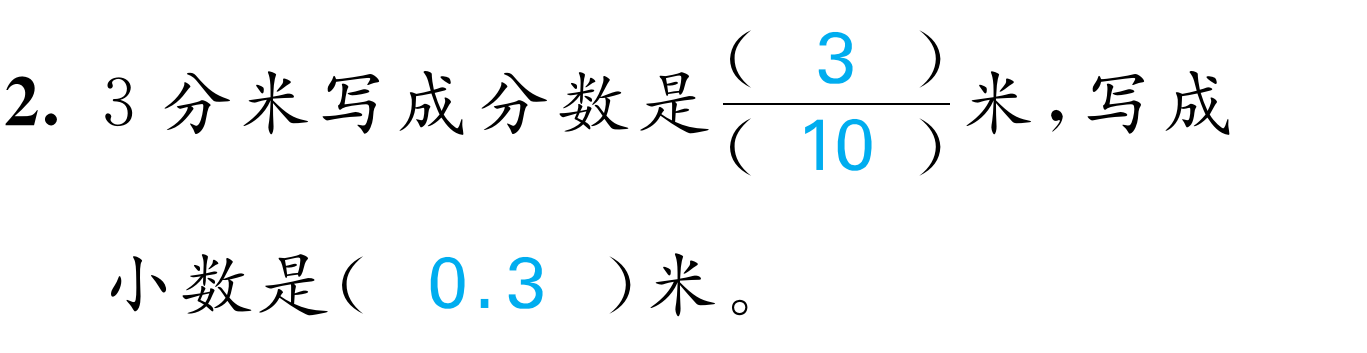 2. 3分米写成分数是( 3 )/( 10 )米,写成
小数是( 0.3 )米。